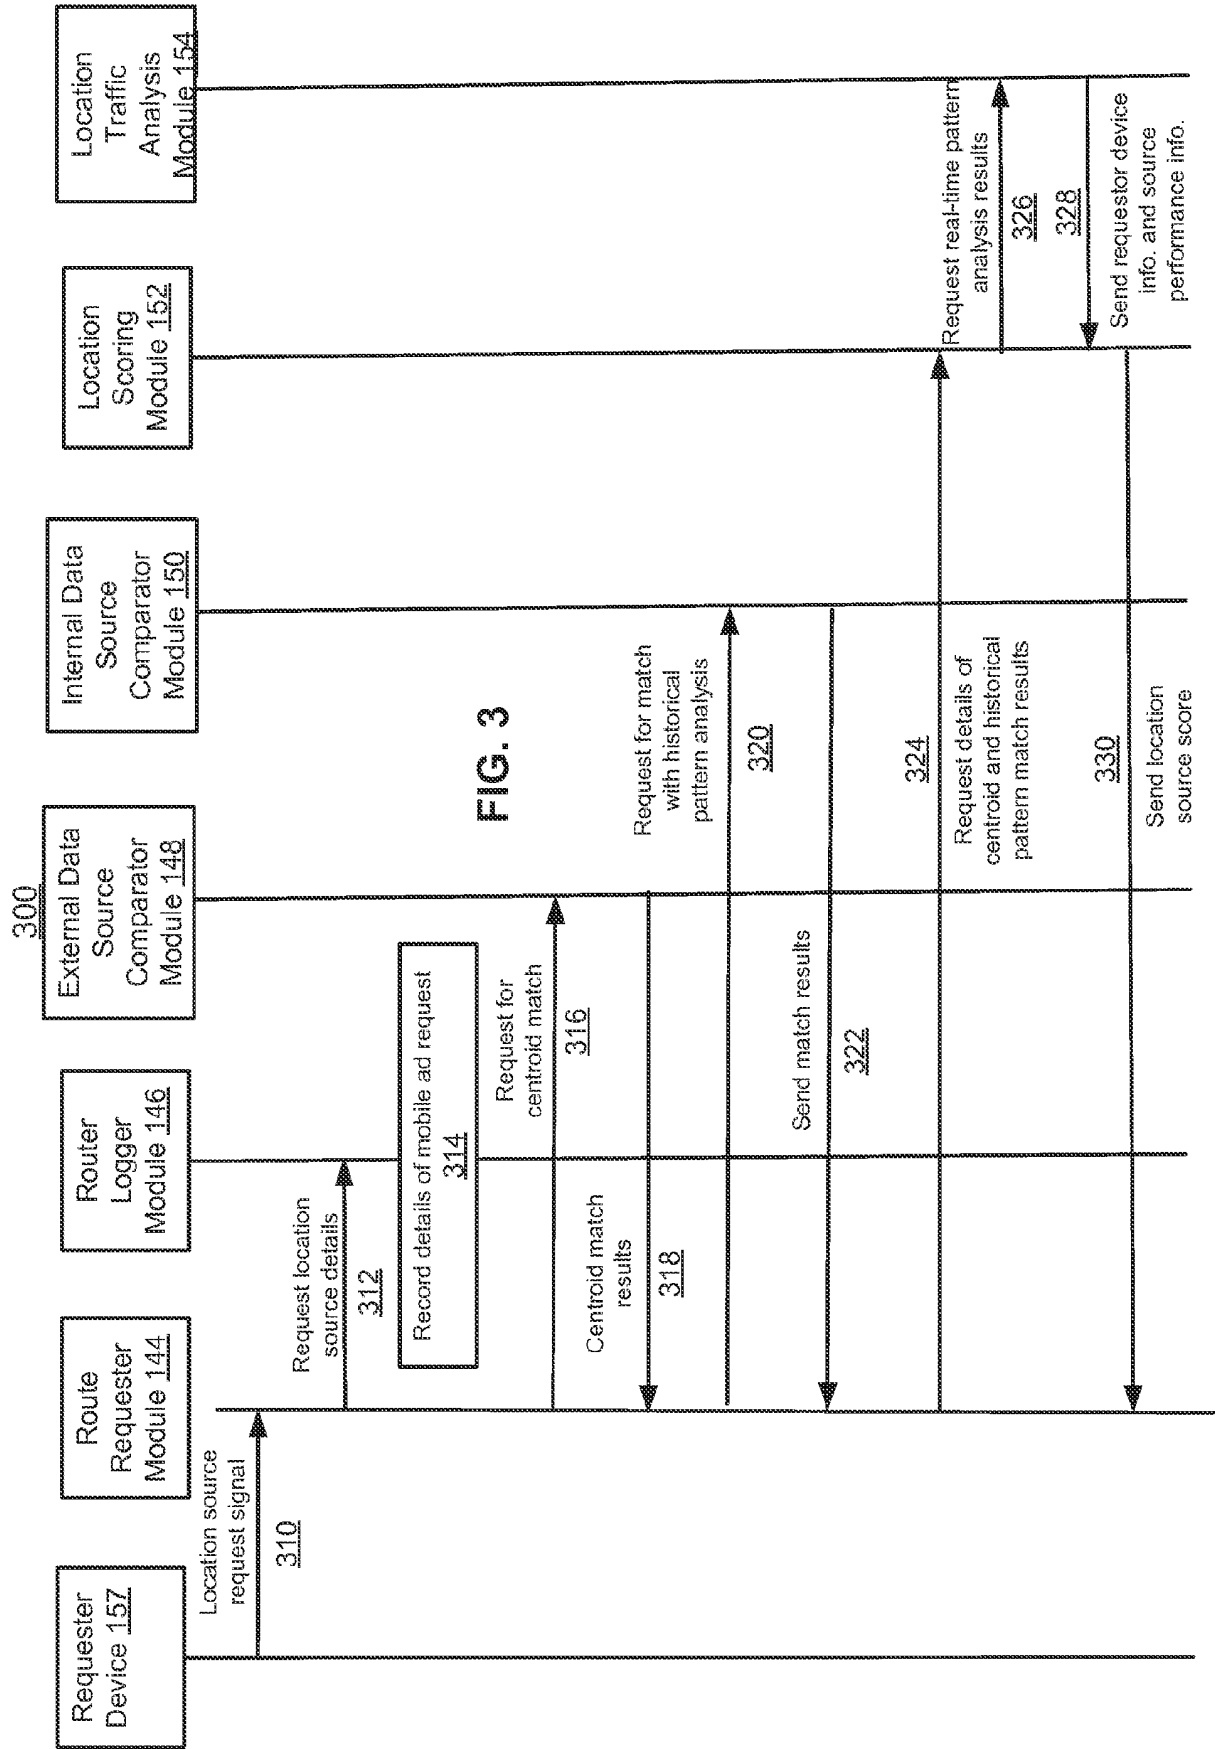 300
Requester
Device 157
Route
Requester
Module 144
Router
Logger
Module 146
External Data
Source
Comparator
Module 148
Internal Data
Source
Comparator
Module 150
Location
Scoring
Module 152
Location
Traffic
Analysis
Module 154
Location source
request signal
310
Request location
source details
312
Record details of mobile ad request
314
Request for
centroid match
316
Centroid match
results
318
FIG. 3
Request for match
with historical
pattern analysis
320
Send match results
322
324
Request details of
centroid and historical
pattern match results
Request real-time pattern
analysis results
326
328
Send requestor device
info. and source
performance info.
330
Send location
source score